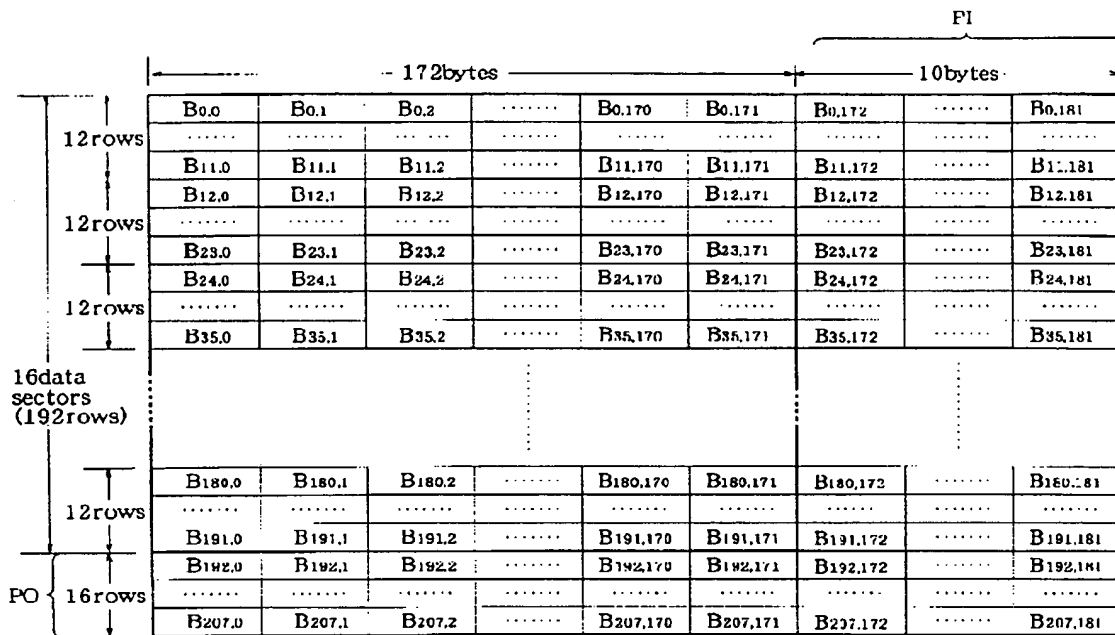 PI
172bytes 10bytes
B0,0 B0,1 B0,2 ······ B0,170 B0,171 B0,172 ······ B0,181
12rows ······ ······ ······ ······ ······ ······ ······
B11,0 B11,1 B11,2 ······ B11,170 B11,171 B11,172 ······ B11,181
B12,0 B12,1 B12,2 ······ B12,170 B12,171 B12,172 ······ B12,181
12rows ······ ······ ······ ······ ······ ······ ······
B23,0 B23,1 B23,2 ······ B23,170 B23,171 B23,172 ······ B23,181
B24,0 B24,1 B24,2 ······ B24,170 B24,171 B24,172 ······ B24,181
12rows ······ ······ ······ ······ ······ ······ ······
B35,0 B35,1 B35,2 ······ B35,170 B35,171 B35,172 ······ B35,181
16data
sectors
(192rows)
B180,0 B180,1 B180,2 ······ B180,170 B180,171 B180,172 ······ B180,181
12rows ······ ······ ······ ······ ······ ······ ······
B191,0 B191,1 B191,2 ······ B191,170 B191,171 B191,172 ······ B191,181
B192,0 B192,1 B192,2 ······ B192,170 B192,171 B192,172 ······ B192,181
PO 16rows ······ ······ ······ ······ ······ ······ ······
B207,0 B207,1 B207,2 ······ B207,170 B207,171 B207,172 ······ B207,181